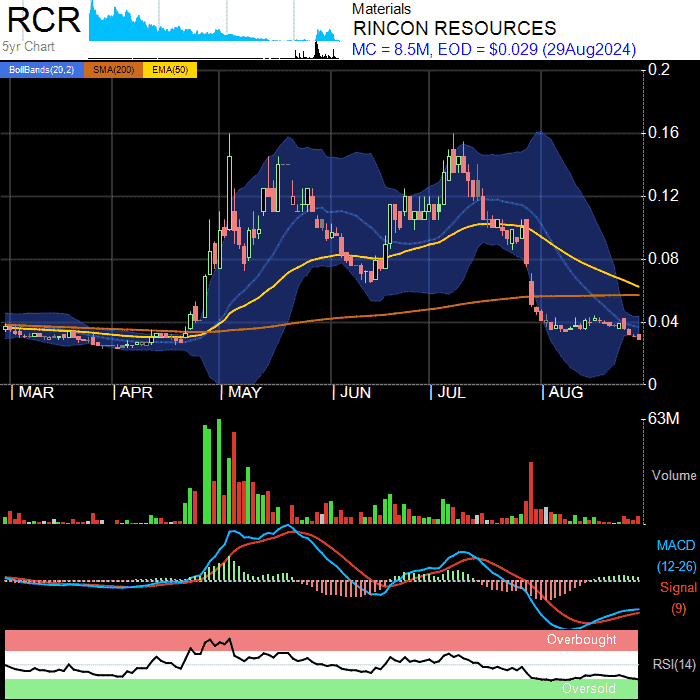 RCR
5yr Chart
Materials
RINCON RESOURCES
MC = 8.5M, EOD = $0.029 (29Aug2024)
BollBands(20,2) SMA(200) EMA(50)
0.2
0.16
0.12
0.08
0.04
0
MAR APR MAY JUN JUL AUG
63M
Volume
MACD
(12-26)
Signal
(9)
Overbought
RSI(14)
Oversold